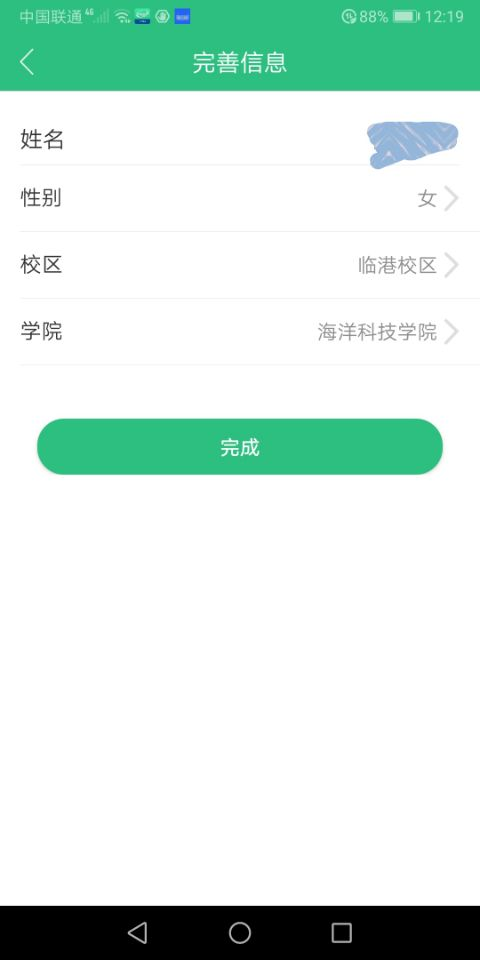 中国联通 4G 88% 12:19
完善信息
姓名
性别 女
校区 临港校区
学院 海洋科技学院
完成